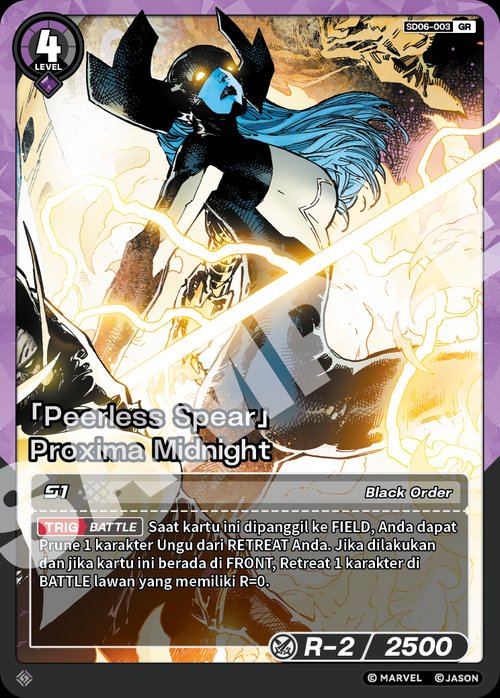 SD06-003 GR
4
LEVEL
SAMPLE
「Peerless Spear」
Proxima Midnight
S1
Black Order
TRIG BATTLE Saat kartu ini dipanggil ke FIELD, Anda dapat
Prune 1 karakter Ungu dari RETREAT Anda. Jika dilakukan
dan jika kartu ini berada di FRONT, Retreat 1 karakter di
BATTLE lawan yang memiliki R=0.
R-2 / 2500
© MARVEL ©JASON